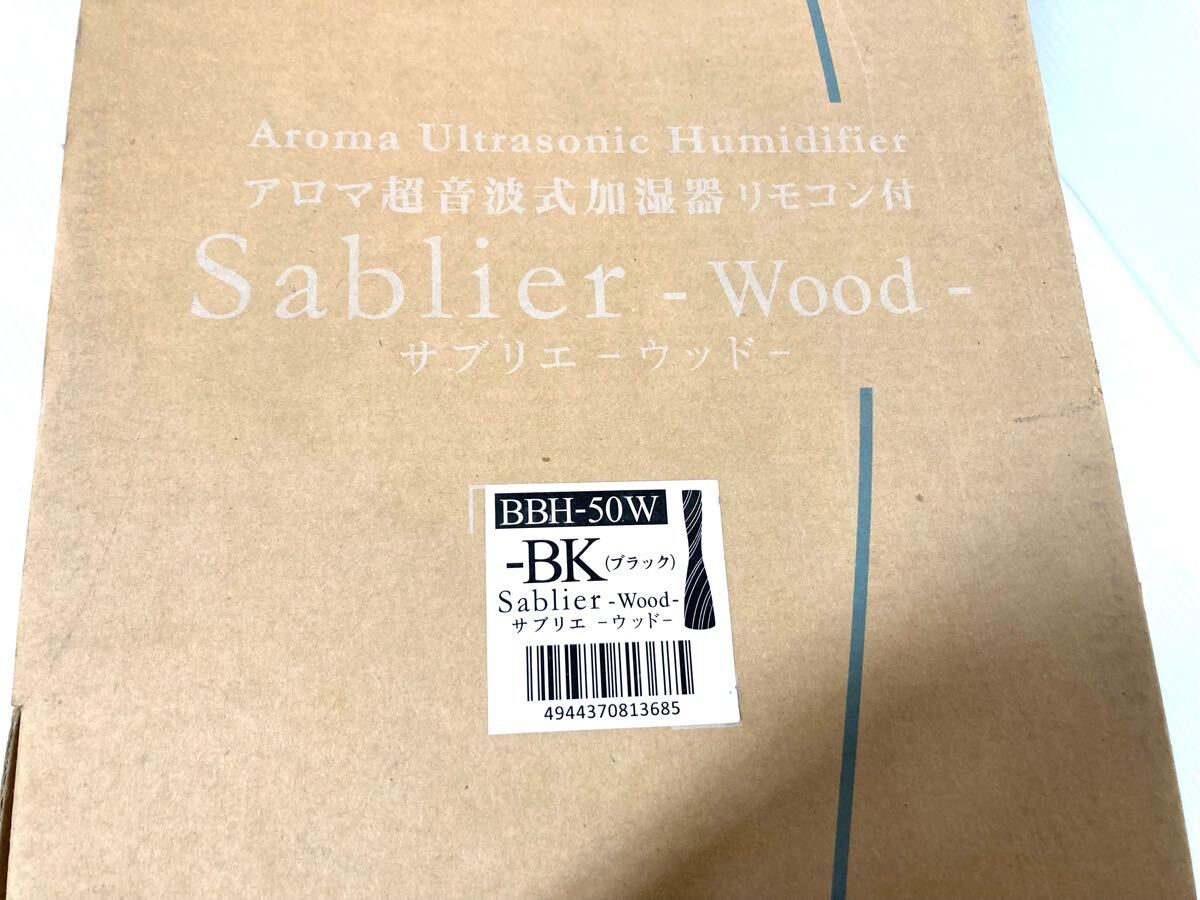 Aroma Ultrasonic Humidifier
アロマ超音波式加湿器 リモコン付
Sablier - Wood -
サブリエ －ウッド－
BBH-50W
-BK (ブラック)
Sablier -Wood-
サブリエ －ウッド－
4944370813685